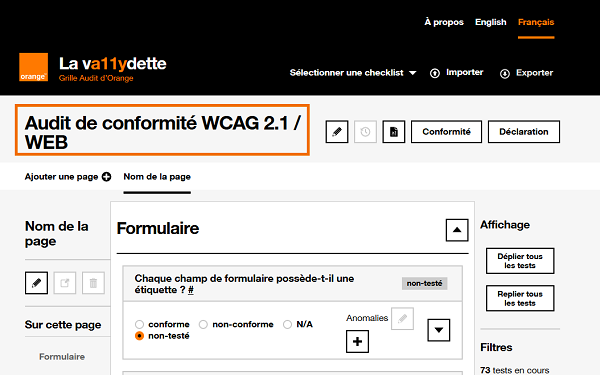 À propos English Français
orange
La va11ydette
Grille Audit d'Orange
Sélectionner une checklist Importer Exporter
Audit de conformité WCAG 2.1 /
WEB
Conformité Déclaration
Ajouter une page Nom de la page
Nom de la
page
Sur cette page
Formulaire
Formulaire
Chaque champ de formulaire possède-t-il une
étiquette ? #
non-testé
conforme non-conforme N/A
non-testé
Anomalies
Affichage
Déplier tous
les tests
Replier tous
les tests
Filtres
73 tests en cours